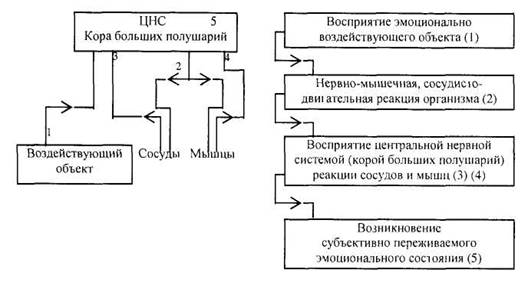 ЦНС 5
Кора больших полушарий
3
2
4
1
Воздействующий
объект
Сосуды
Мышцы
Восприятие эмоционально
воздействующего объекта (1)
Нервно-мышечная, сосудисто-
двигательная реакция организма (2)
Восприятие центральной нервной
системой (корой больших полушарий)
реакции сосудов и мышц (3) (4)
Возникновение
субъективно переживаемого
эмоционального состояния (5)